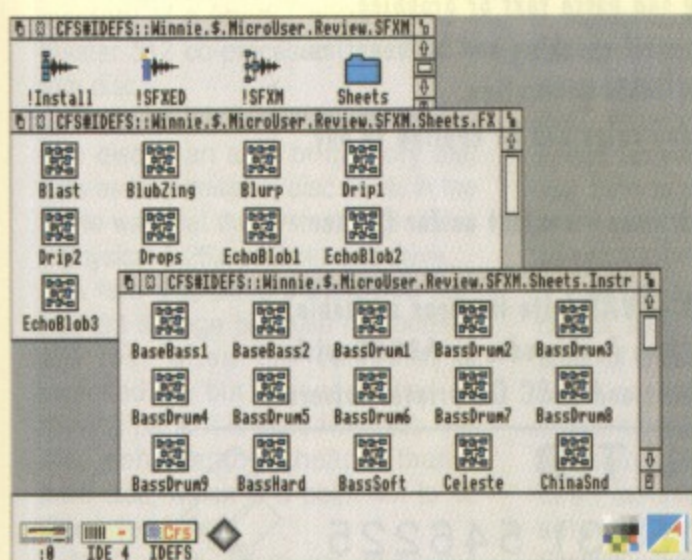 CFS#IDEFS::Winnie.$.MicroUser.Review.SFXM
!Install !SFXED !SFXM Sheets
CFS#IDEFS::Winnie.$.MicroUser.Review.SFXM.Sheets.FX
Blast BlubZing Blurp Drip1
Drip2 Drops EchoBlob1 EchoBlob2
EchoBlob3
CFS#IDEFS::Winnie.$.MicroUser.Review.SFXM.Sheets.Instr
BaseBass1 BaseBass2 BassDrum1 BassDrum2 BassDrum3
BassDrum4 BassDrum5 BassDrum6 BassDrum7 BassDrum8
BassDrum9 BassHard BassSoft Celeste ChinaSnd
Cfs
:0 IDE 4 IDEFS